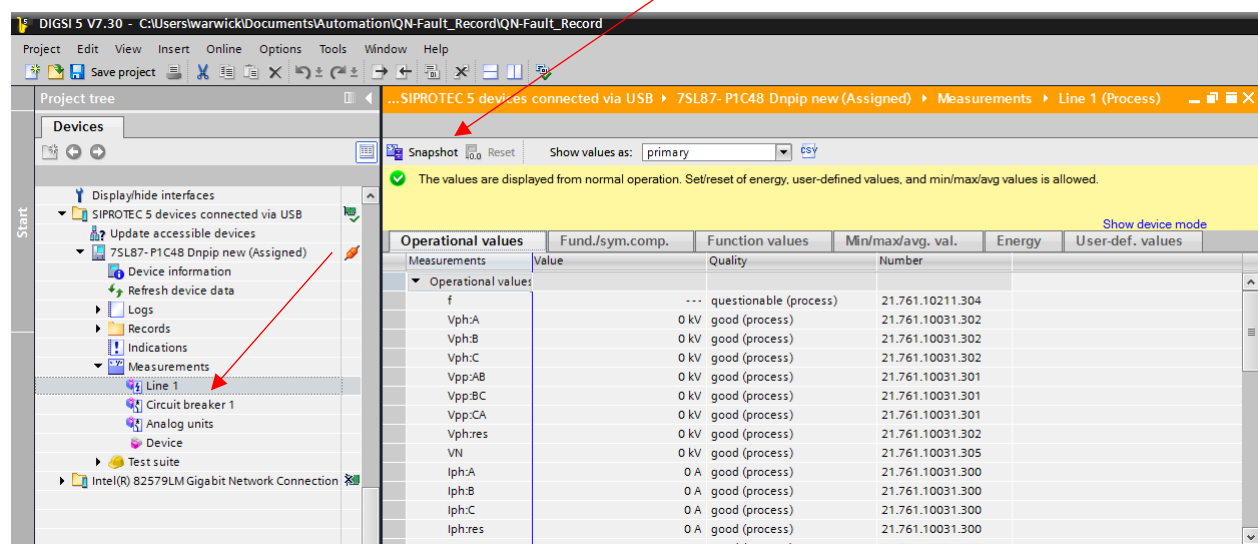 DIGSI 5 V7.30 - C:\Users\warwick\Documents\Automation\QN-Fault_Record\QN-Fault_Record
Project Edit View Insert Online Options Tools Window Help
Save project
Project tree
...SIPROTEC 5 devices connected via USB 7SL87- P1C48 Dnpip new (Assigned) Measurements Line 1 (Process)
Devices
Snapshot 0.0 Reset Show values as: primary CSV
The values are displayed from normal operation. Set/reset of energy, user-defined values, and min/max/avg values is allowed.
Show device mode
Start
Display/hide interfaces
SIPROTEC 5 devices connected via USB
Update accessible devices
7SL87- P1C48 Dnpip new (Assigned)
Device information
Refresh device data
Logs
Records
Indications
Measurements
Line 1
Circuit breaker 1
Analog units
Device
Test suite
Intel(R) 82579LM Gigabit Network Connection
Operational values Fund./sym.comp. Function values Min/max/avg. val. Energy User-def. values
Measurements Value Quality Number
Operational values
f --- questionable (process) 21.761.10211.304
Vph:A 0 kV good (process) 21.761.10031.302
Vph:B 0 kV good (process) 21.761.10031.302
Vph:C 0 kV good (process) 21.761.10031.302
Vpp:AB 0 kV good (process) 21.761.10031.301
Vpp:BC 0 kV good (process) 21.761.10031.301
Vpp:CA 0 kV good (process) 21.761.10031.301
Vph:res 0 kV good (process) 21.761.10031.302
VN 0 kV good (process) 21.761.10031.305
Iph:A 0 A good (process) 21.761.10031.300
Iph:B 0 A good (process) 21.761.10031.300
Iph:C 0 A good (process) 21.761.10031.300
Iph:res 0 A good (process) 21.761.10031.300